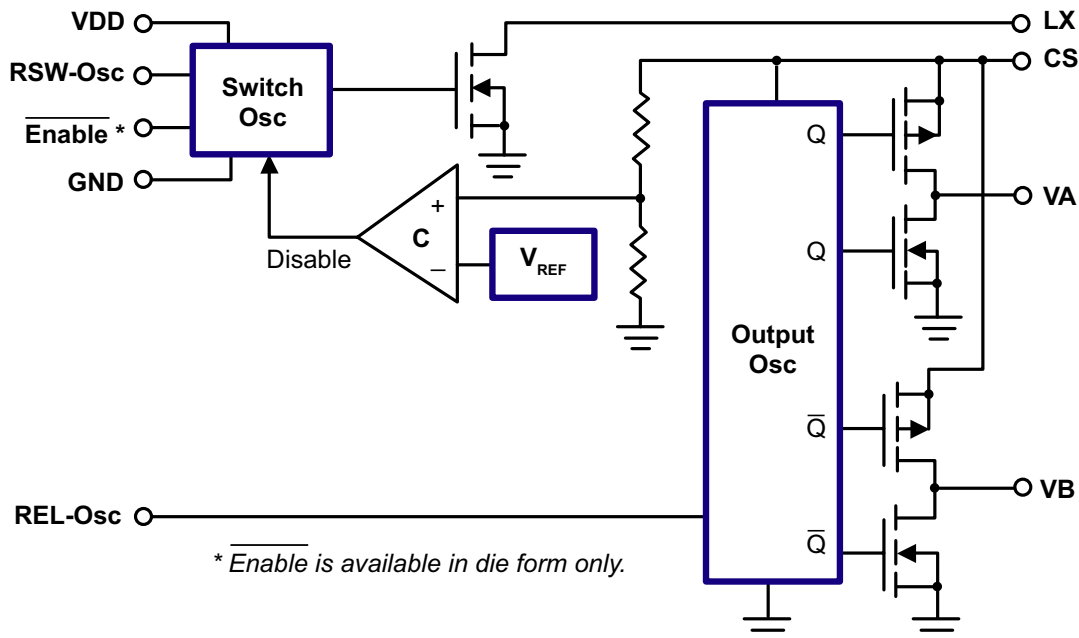 VDD
RSW-Osc
Enable *
GND
Switch
Osc
LX
CS
Q
VA
+
C
–
Disable
V_REF
Q
Output
Osc
Q̅
VB
REL-Osc
Q̅
* Enable is available in die form only.